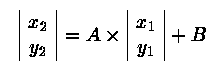 | x₂ | = A × | x₁ | + B
| y₂ | | y₁ |